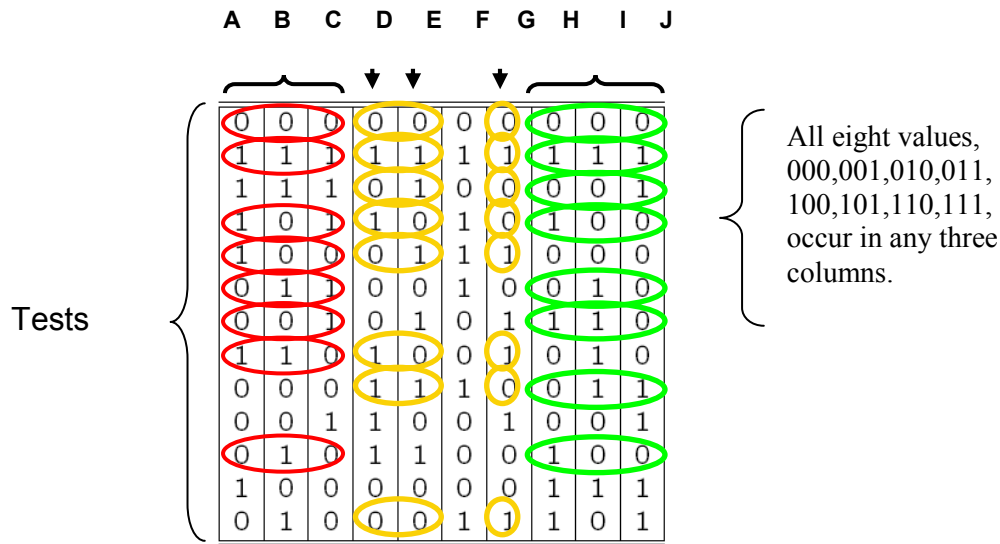 A B C D E F G H I J
0 0 0 0 0 0 0 0 0 0
1 1 1 1 1 1 1 1 1 1
1 1 1 0 1 0 0 0 0 1
1 0 1 1 0 1 0 1 0 0
1 0 0 0 1 1 1 0 0 0
0 1 1 0 0 1 0 0 1 0
0 0 1 0 1 0 1 1 1 0
1 1 0 1 0 0 1 0 1 0
0 0 0 1 1 1 0 0 1 1
0 0 1 1 0 0 1 0 0 1
0 1 0 1 1 0 0 1 0 0
1 0 0 0 0 0 0 1 1 1
0 1 0 0 0 1 1 1 0 1
Tests
All eight values,
000,001,010,011,
100,101,110,111,
occur in any three
columns.